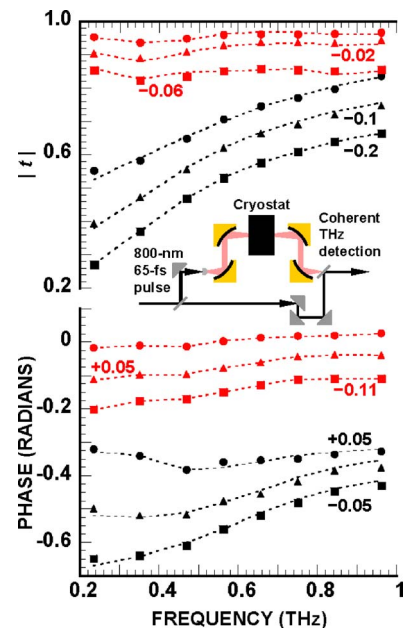 1.0
−0.02
−0.06
−0.1
−0.2
| t |
0.6
0.2
Cryostat
Coherent
THz
detection
800-nm
65-fs
pulse
0
+0.05
−0.11
-0.2
+0.05
-0.4
−0.05
-0.6
PHASE (RADIANS)
0.2 0.4 0.6 0.8 1
FREQUENCY (THz)